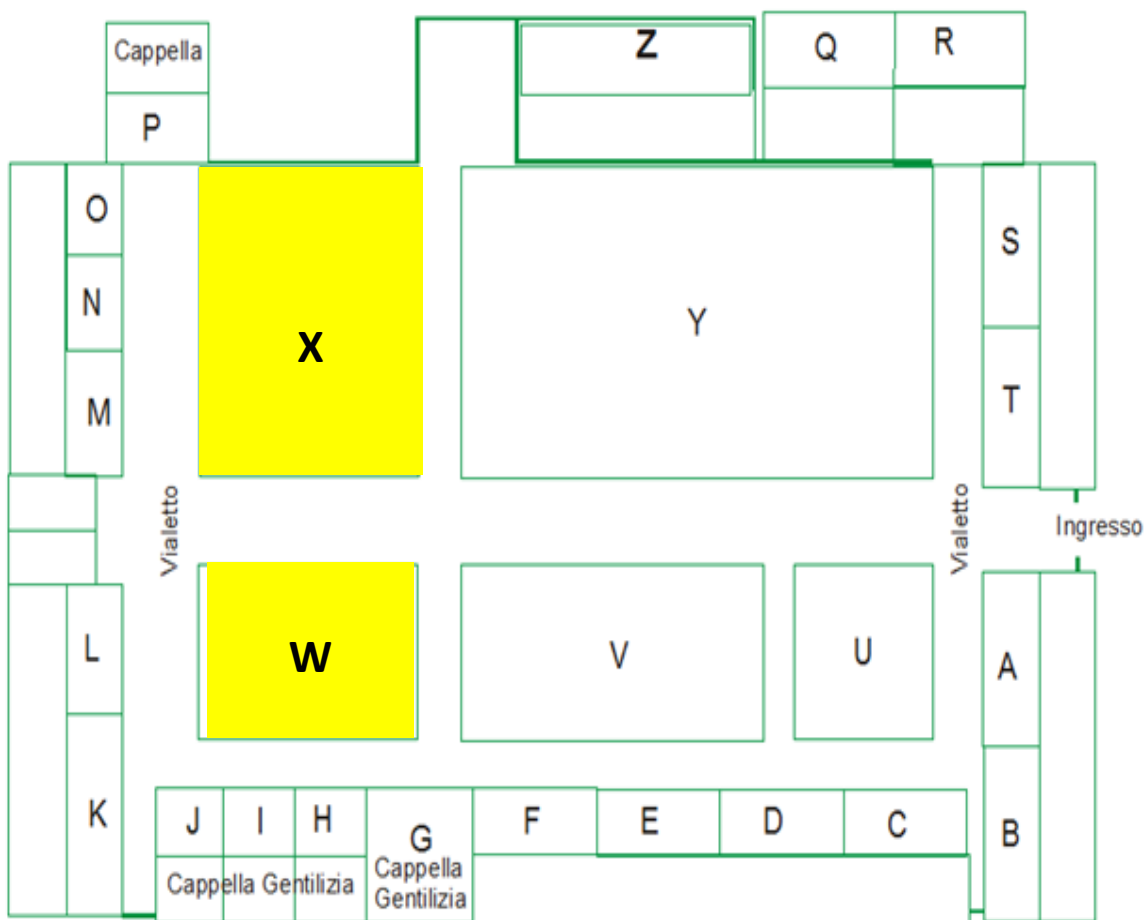 Z
Q
R
Cappella
P
O
S
N
X
Y
M
T
Vialetto
Vialetto
Ingresso
L
W
V
U
A
K
J
I
H
G
F
E
D
C
B
Cappella Gentilizia
Cappella
Gentilizia